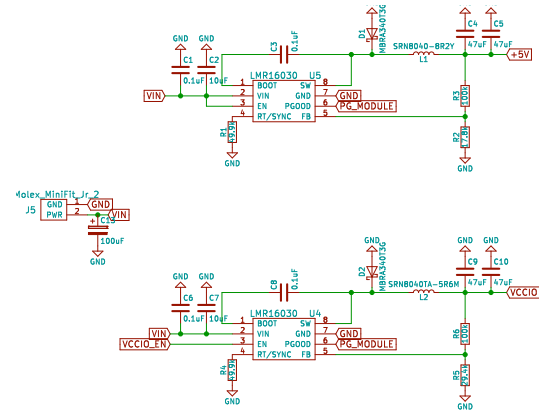 GND
GND
C1
0.1uF
C2
10uF
C3
0.1uF
D1
MBRA340T3G
SRN8040-8R2Y
L1
C4
47uF
C5
47uF
+5V
LMR16030
U5
BOOT
VIN
EN
RT/SYNC
SW
GND
PGOOD
FB
1
2
3
4
8
7
6
5
VIN
GND
PG_MODULE
R1
49.9k
GND
R3
100k
R2
17.8k
GND
Molex_MiniFit_Jr_2
J5
GND
PWR
1
2
GND
VIN
+
100uF
GND
GND
GND
C6
0.1uF
C7
10uF
C8
0.1uF
GND
D2
MBRA340T3G
SRN8040TA-5R6M
L2
GND
GND
C9
47uF
C10
47uF
VCCIO
LMR16030
U4
BOOT
VIN
EN
RT/SYNC
SW
GND
PGOOD
FB
1
2
3
4
8
7
6
5
VIN
VCCIO_EN
GND
PG_MODULE
R4
49.9k
GND
R6
100k
R5
29.4k
GND